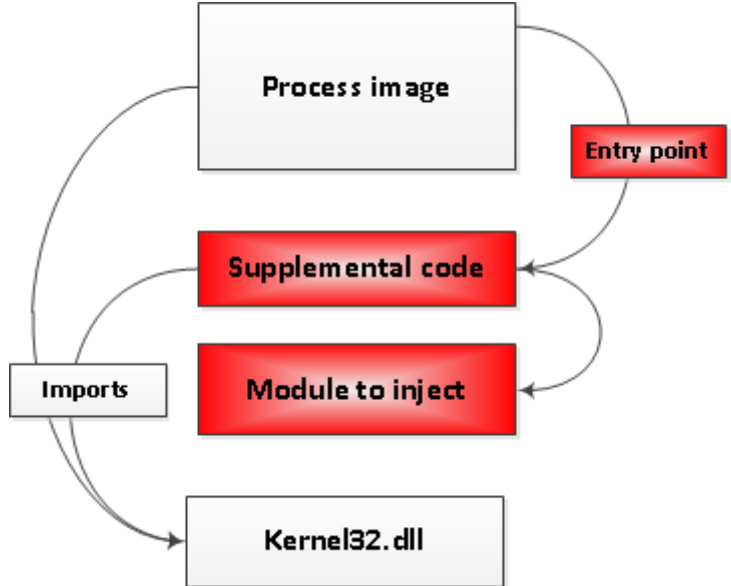 Process image
Entry point
Supplemental code
Module to inject
Imports
Kernel32.dll